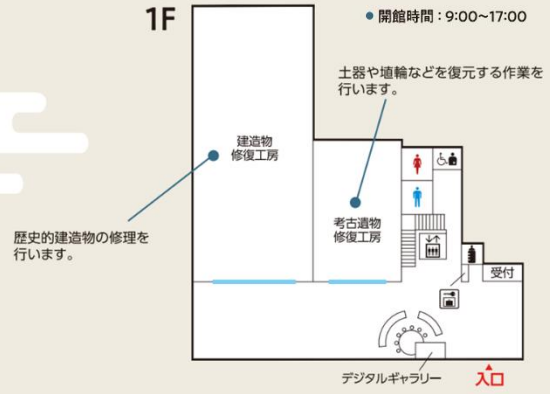 1F
● 開館時間：9:00〜17:00
土器や埴輪などを復元する作業を
行います。
建造物
修復工房
考古遺物
修復工房
歴史的建造物の修理を
行います。
受付
デジタルギャラリー
入口